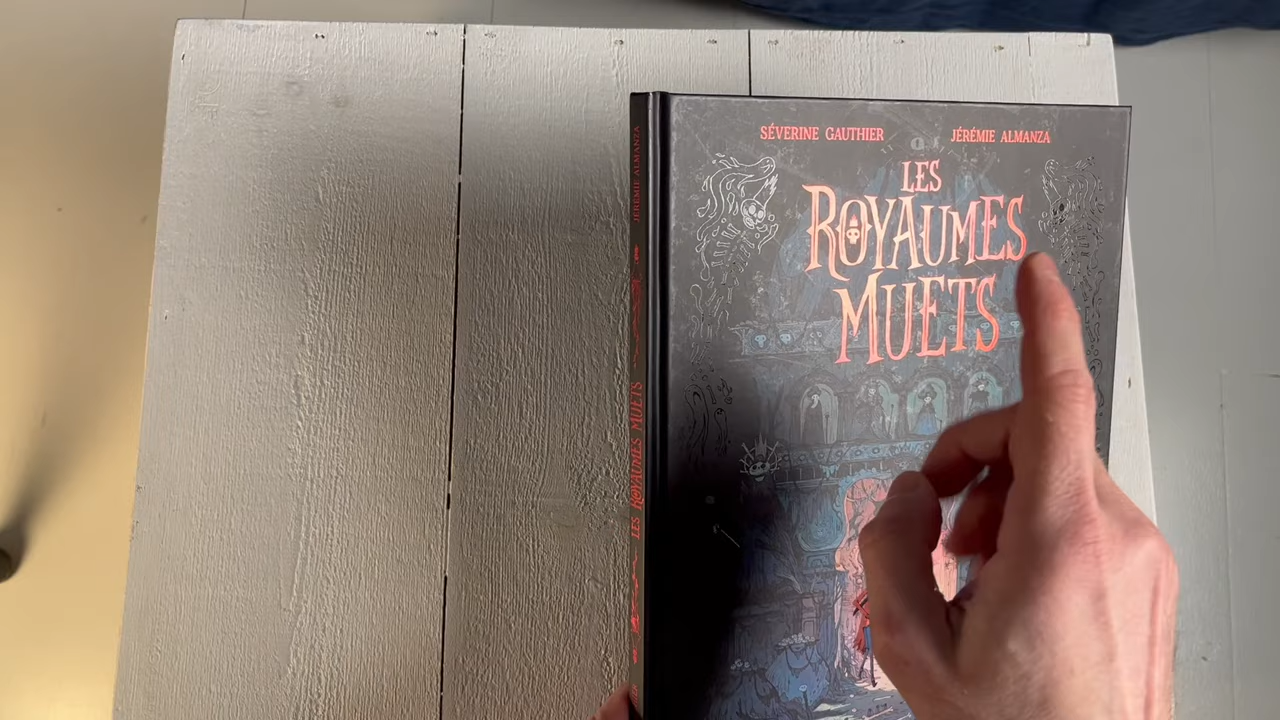 SÉVERINE GAUTHIER JÉRÉMIE ALMANZA
LES
ROYAUMES
MUETS
JÉRÉMIE ALMANZA
LES ROYAUMES MUETS